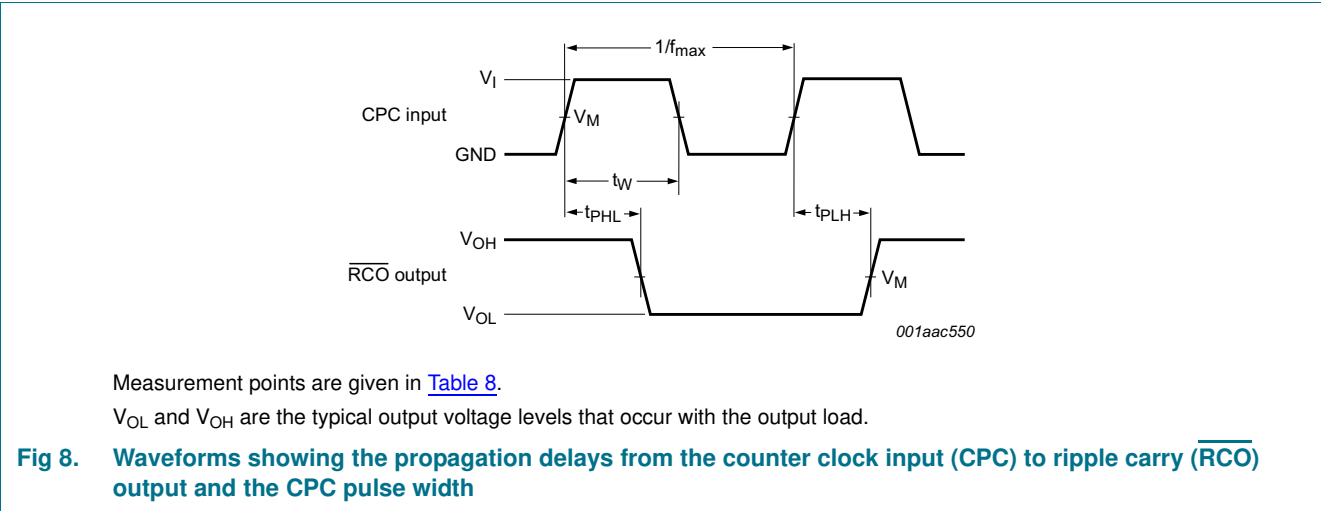 1/fmax
VI
CPC input
VM
GND
tW
tPHL
tPLH
VOH
RCO output
VM
VOL
001aac550
Measurement points are given in Table 8.
VOL and VOH are the typical output voltage levels that occur with the output load.
Fig 8. Waveforms showing the propagation delays from the counter clock input (CPC) to ripple carry (RCO)
output and the CPC pulse width